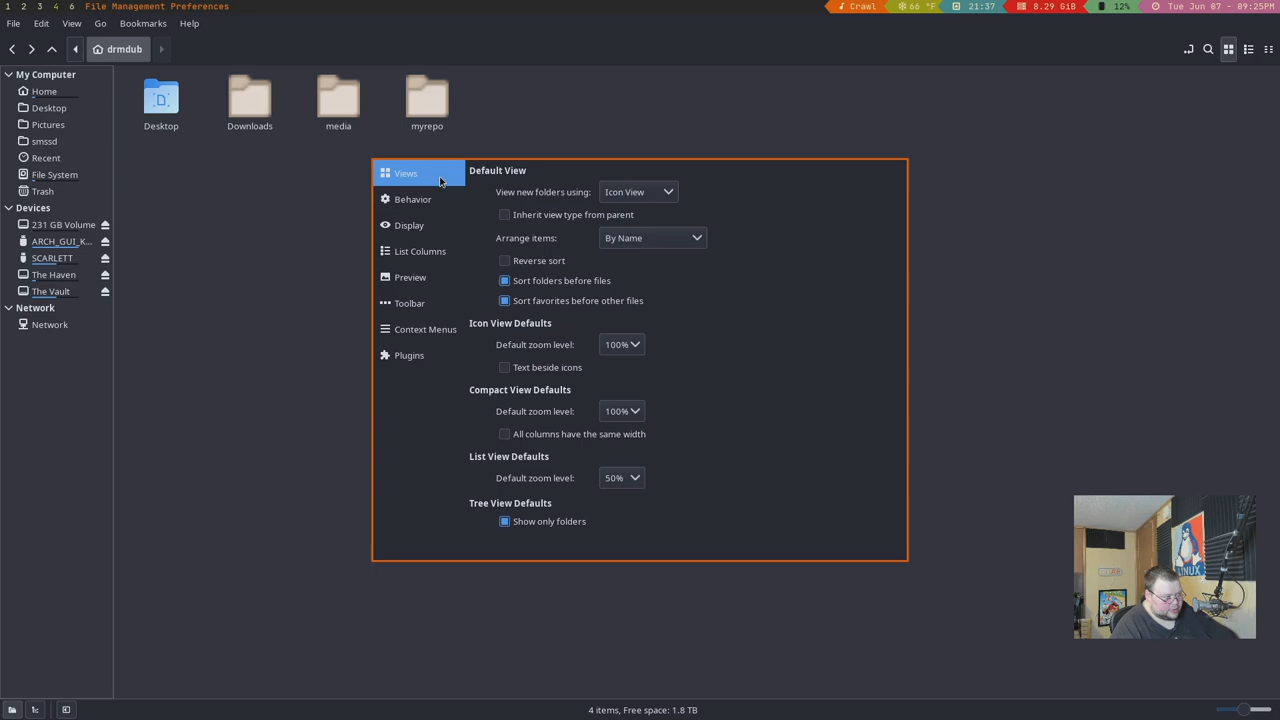 1 2 3 4 6 File Management Preferences
Crawl 66 °F 21:37 8.29 GiB 12% Tue Jun 07 - 09:25PM
File Edit View Go Bookmarks Help
drmdub
My Computer
Home
Desktop
Pictures
smssd
Recent
File System
Trash
Devices
231 GB Volume
ARCH_GUI_K...
SCARLETT
The Haven
The Vault
Network
Network
Desktop Downloads media myrepo
Views
Behavior
Display
List Columns
Preview
Toolbar
Context Menus
Plugins
Default View
View new folders using: Icon View
Inherit view type from parent
Arrange items: By Name
Reverse sort
Sort folders before files
Sort favorites before other files
Icon View Defaults
Default zoom level: 100%
Text beside icons
Compact View Defaults
Default zoom level: 100%
All columns have the same width
List View Defaults
Default zoom level: 50%
Tree View Defaults
Show only folders
LINUX
4 items, Free space: 1.8 TB